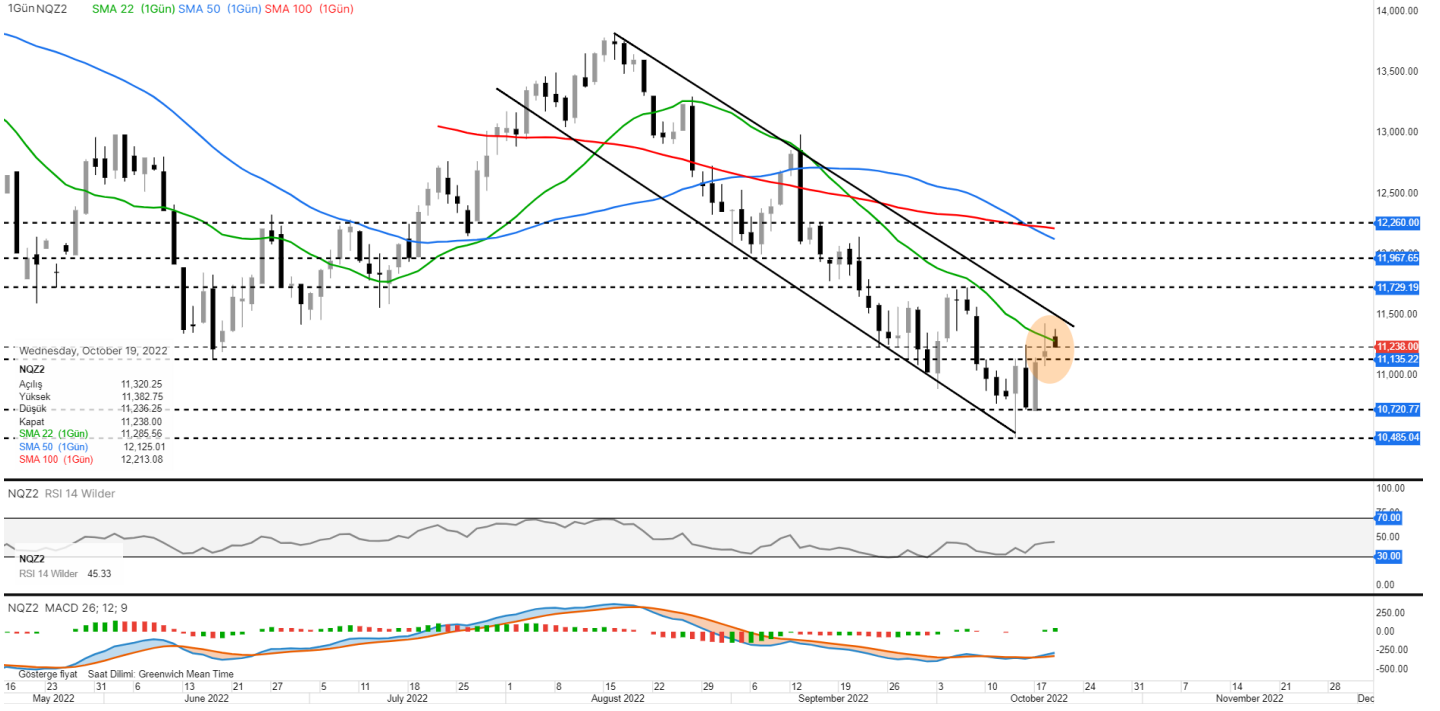 1Gün NQZ2 SMA 22 (1Gün) SMA 50 (1Gün) SMA 100 (1Gün)
14,000.00
13,500.00
13,000.00
12,500.00
12,260.00
11,967.65
11,729.19
11,500.00
11,238.00
11,135.22
11,000.00
10,720.77
10,485.04
Wednesday, October 19, 2022
NQZ2
Açılış 11,320.25
Yüksek 11,382.75
Düşük 11,236.25
Kapat 11,238.00
SMA 22 (1Gün) 11,285.56
SMA 50 (1Gün) 12,125.01
SMA 100 (1Gün) 12,213.08
NQZ2 RSI 14 Wilder
100.00
75.00
70.00
50.00
30.00
0.00
NQZ2
RSI 14 Wilder 45.33
NQZ2 MACD 26; 12; 9
250.00
0.00
-250.00
-500.00
Gösterge fiyat Saat Dilimi: Greenwich Mean Time
16 23 31 6 13 21 27 5 11 18 25 1 8 15 22 29 6 12 19 26 3 10 17 24 31 7 14 21 28
May 2022 June 2022 July 2022 August 2022 September 2022 October 2022 November 2022 Dec